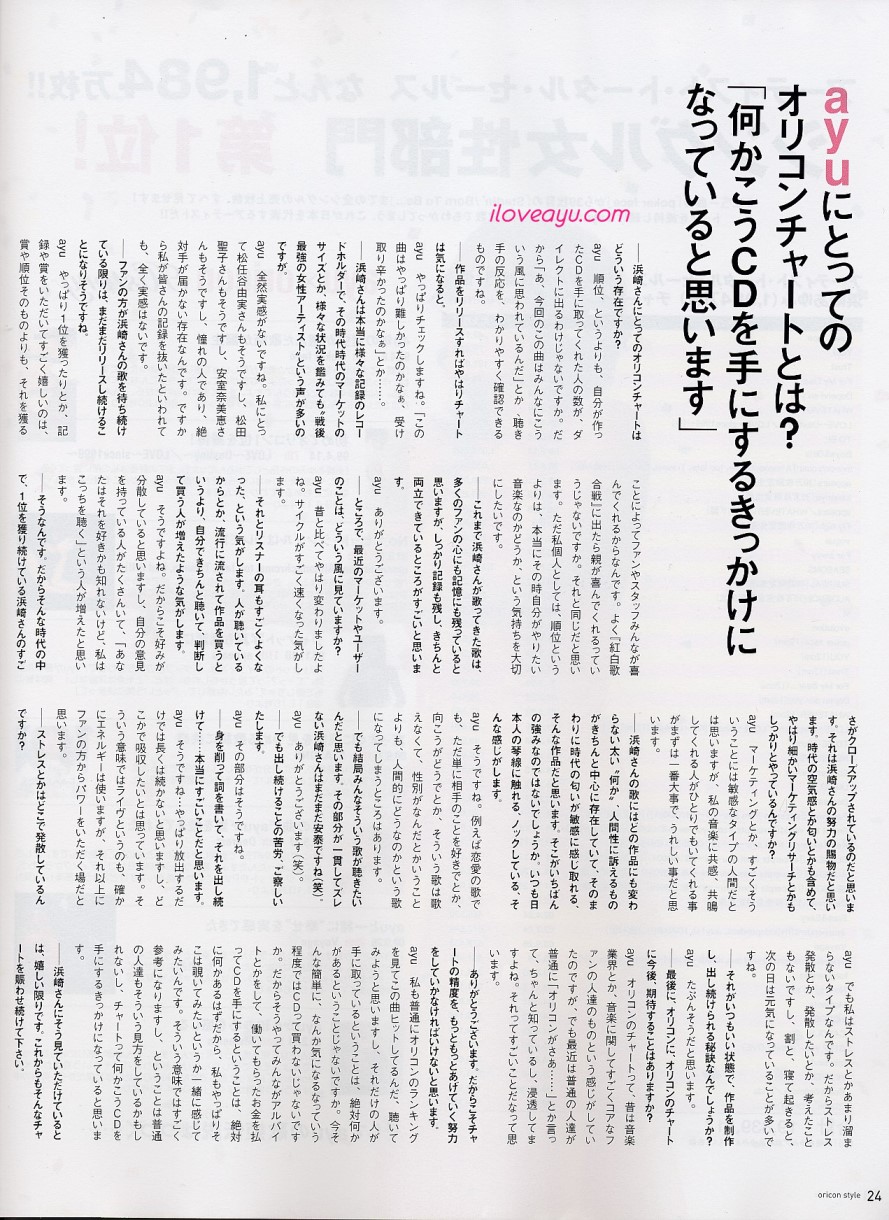 ayuにとっての
オリコンチャートとは?
「何かこうCDを手にするきっかけに
なっていると思います」
iloveayu.com
――浜崎さんにとってのオリコンチャートは
どういう存在ですか?
ayu 順位、というよりも、自分が作っ
たCDを手に取ってくれた人の数が、ダ
イレクトに出るわけじゃないですか。だ
から「あ、今回のこの曲はみんなにこう
いう風に思われているんだ」とか、聴き
手の反応を、わかりやすく確認できる
ものですね。
――作品をリリースすればやはりチャート
は気になると。
ayu やっぱりチェックしますね。「この
曲はやっぱり難しかったのかなぁ、受け
取り辛かったのかなぁ」とか……。
――浜崎さんは本当に様々な記録のレコー
ドホルダーで、その時代時代のマーケットの
サイズとか、様々な状況を鑑みても〝戦後
最強の女性アーティスト〟という声が多いの
ですが。
ayu 全然実感がないですね。私にとっ
て松任谷由実さんもそうですし、松田
聖子さんもそうですし、安室奈美恵さ
んもそうですし、憧れの人であり、絶
対手が届かない存在なんです。ですか
ら私が皆さんの記録を抜いたといわれて
も、全く実感はないです。
――ファンの方が浜崎さんの歌を待ち続け
ている限りは、まだまだリリースし続けるこ
とになりそうですね。
ayu やっぱり1位を獲ったりとか、記
録や賞をいただいてすごく嬉しいのは、
賞や順位そのものよりも、それを獲る
ことによってファンやスタッフみんなが喜
んでくれるからなんです。よく『紅白歌
合戦』に出たら親が喜んでくれるってい
うじゃないですか。それと同じだと思い
ます。ただ私個人としては、順位という
よりは、本当にその時自分がやりたい
音楽なのかどうか、という気持ちを大切
にしたいです。
――これまで浜崎さんが歌ってきた歌は、
多くのファンの心にも記憶にも残っていると
思いますが、しっかり記録も残し、きちんと
両立できているところがすごいと思いま
す。
ayu ありがとうございます。
――ところで、最近のマーケットやユーザー
のことは、どういう風に見ていますか?
ayu 昔と比べてやはり変わりましたよ
ね。サイクルがすごく速くなった気がし
ます。
――それとリスナーの耳もすごくよくな
った、という気がします。人が聴いている
からとか、流行に流されて作品を買うと
いうより、自分できちんと聴いて、判断し
て買う人が増えたような気がします。
ayu そうですよね。だからこそ好みが
分散していると思いますし、自分の意見
を持っている人がたくさんいて、「あな
たはそれを好きかも知れないけど、私は
こっちを聴く」という人が増えたと思い
ます。
――そうなんです。だからそんな時代の中
で、1位を獲り続けている浜崎さんのすご
さがクローズアップされているのだと思いま
す。それは浜崎さんの努力の賜物だと思い
ます。時代の空気感とか匂いとかも含めて、
やはり細かいマーケティングリサーチとかも
しっかりとやっているんですか?
ayu マーケティングとか、すごくそう
いうことには敏感なタイプの人間だと
は思いますが、私の音楽に共感、共鳴
してくれる人がひとりでもいてくれる事
がまずは一番大事で、うれしい事だと思
います。
――浜崎さんの歌にはどの作品にも変わ
らない太い〝何か〟人間性に訴えるもの
がきちんと中心に存在していて、そのま
わりに時代の匂いが敏感に感じ取れる、
そんな作品だと思います。そこがいちばん
の強みなのではないでしょうか。いつも日
本人の琴線に触れる、ノックしている、そ
んな感じがします。
ayu そうですね。例えば恋愛の歌で
も、ただ単に相手のことを好きでとか、
向こうがどうでとか、そういう歌は歌
えなくて、性別がなんだとかいうこと
よりも、人間的にどうなのかという歌
になってしまうところはあります。
――でも結局みんなそういう歌が聴きたい
んだと思います。その部分が一貫してズレ
ない浜崎さんはまだまだ安泰ですね(笑)。
ayu ありがとうございます(笑)。
――でも出し続けることの苦労、ご察しい
たします。
ayu その部分はそうですね。
――身を削って詞を書いて、それを出し続
けて……本当にすごいことだと思います。
ayu そうですね…やっぱり放出するだ
けでは長くは続かないと思いますし、ど
こかで吸収したいとは思っています。そ
ういう意味ではライヴというのも、確か
にエネルギーは使いますが、それ以上に
ファンの方からパワーをいただく場だと
思います。
――ストレスとかはどこで発散しているん
ですか?
ayu でも私はストレスとかあまり溜ま
らないタイプなんです。だからストレス
発散とか、発散したいとか、考えたこと
もないですし、割と、寝て起きると、
次の日は元気になっていることが多いで
すね。
――それがいつもいい状態で、作品を制作
し、出し続けられる秘訣なんでしょうか?
ayu たぶんそうだと思います。
――最後に、オリコンに、オリコンのチャート
に今後、期待することはありますか?
ayu オリコンのチャートって、昔は音楽
業界とか、音楽に関してすごくコアなフ
ァンの人達のものという感じがしてい
たのですが、でも最近は普通の人達が
普通に「オリコンがさあ……」とか言っ
て、ちゃんと知っているし、浸透してま
すよね。それってすごいことだなって思
います。
――ありがとうございます。だからこそチャ
ートの精度を、もっともっとあげていく努力
をしていかなければいけないと思います。
ayu 私も普通にオリコンのランキング
を見てこの曲ヒットしてるんだ、聴いて
みようと思いますし、それだけの人が
手に取っているということは、絶対何か
があるということじゃないですか。今そ
んな簡単に、なんか気になるなっていう
程度ではCDって買わないじゃないです
か。だからそうやってみんながアルバイ
トとかをして、働いてもらったお金を払
ってCDを手にするということは、絶対
に何かあるはずだから、私もやっぱりそ
こは覗いてみたいというか一緒に感じて
みたいんです。そういう意味ではすごく
参考になりますし、ということは普通
の人達もそういう見方をしているかもし
れないし、チャートって何かこうCDを
手にするきっかけになっていると思いま
す。
――浜崎さんにそう見ていただけていると
は、嬉しい限りです。これからもそんなチャ
ートを賑わせ続けて下さい。
oricon style 24